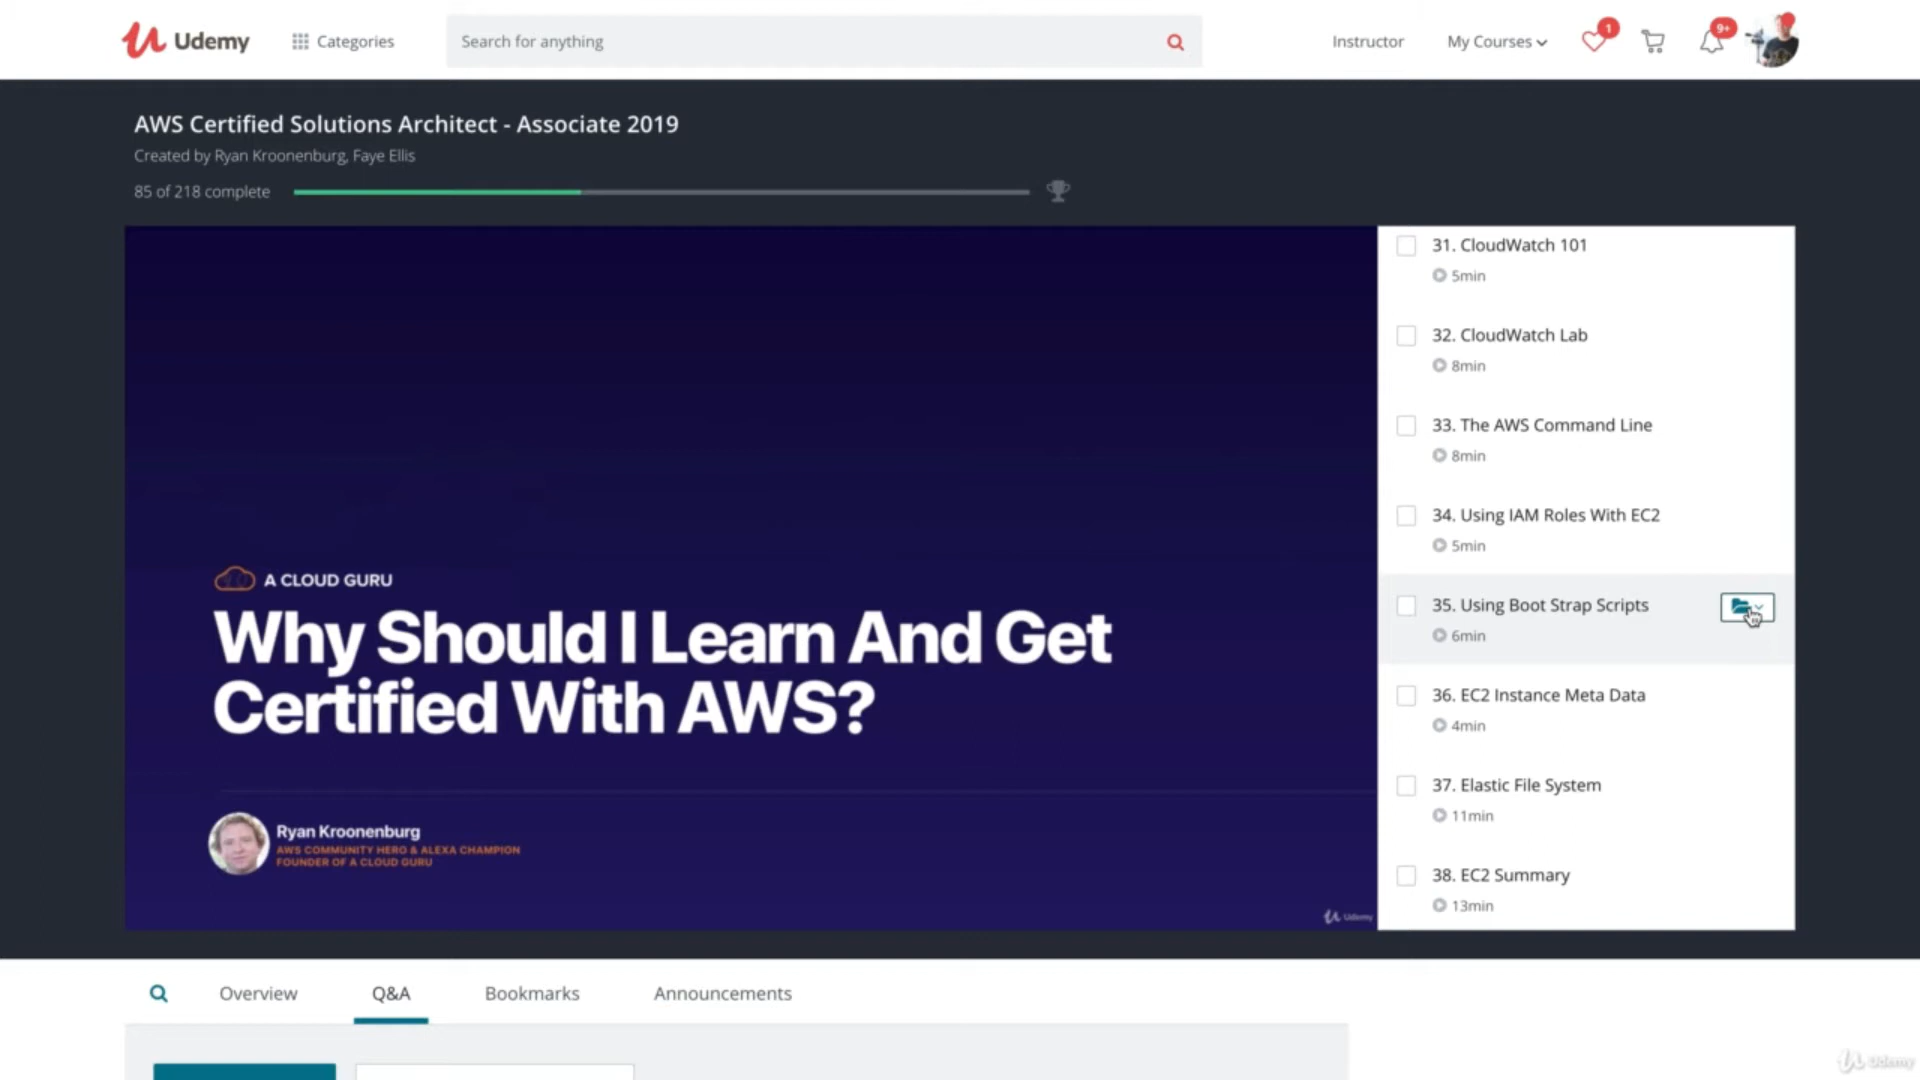 Udemy
Categories
Search for anything
Instructor
My Courses
1
9+
AWS Certified Solutions Architect - Associate 2019
Created by Ryan Kroonenburg, Faye Ellis
85 of 218 complete
A CLOUD GURU
Why Should I Learn And Get
Certified With AWS?
Ryan Kroonenburg
AWS COMMUNITY HERO & ALEXA CHAMPION
FOUNDER OF A CLOUD GURU
Udemy
31. CloudWatch 101
5min
32. CloudWatch Lab
8min
33. The AWS Command Line
8min
34. Using IAM Roles With EC2
5min
35. Using Boot Strap Scripts
6min
36. EC2 Instance Meta Data
4min
37. Elastic File System
11min
38. EC2 Summary
13min
Overview
Q&A
Bookmarks
Announcements
Udemy